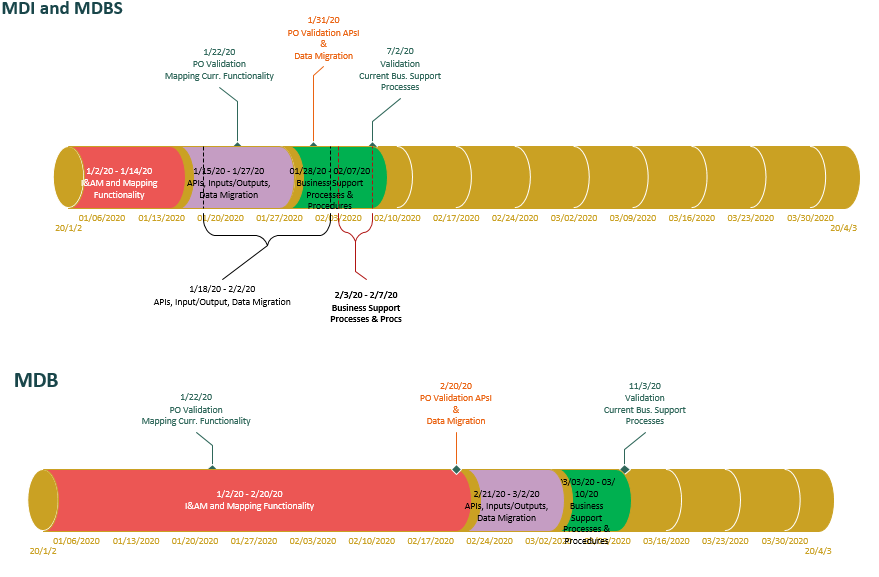 MDI and MDBS
1/31/20
PO Validation APsI
&
Data Migration
1/22/20
PO Validation
Mapping Curr. Functionality
7/2/20
Validation
Current Bus. Support
Processes
1/2/20 - 1/14/20
I&AM and Mapping
Functionality
1/15/20 - 1/27/20
APIs, Inputs/Outputs,
Data Migration
01/28/20 - 02/07/20
Business Support
Processes &
Procedures
01/06/2020
01/13/2020
01/20/2020
01/27/2020
02/03/2020
02/10/2020
02/17/2020
02/24/2020
03/02/2020
03/09/2020
03/16/2020
03/23/2020
03/30/2020
20/1/2
20/4/3
1/18/20 - 2/2/20
APIs, Input/Output, Data Migration
2/3/20 - 2/7/20
Business Support
Processes & Procs
MDB
1/22/20
PO Validation
Mapping Curr. Functionality
2/20/20
PO Validation APsI
&
Data Migration
11/3/20
Validation
Current Bus. Support
Processes
1/2/20 - 2/20/20
I&AM and Mapping Functionality
2/21/20 - 3/2/20
APIs, Inputs/Outputs,
Data Migration
03/03/20 - 03/
10/20
Business
Support
Processes &
Procedures
01/06/2020
01/13/2020
01/20/2020
01/27/2020
02/03/2020
02/10/2020
02/17/2020
02/24/2020
03/02/2020
03/16/2020
03/23/2020
03/30/2020
20/1/2
20/4/3